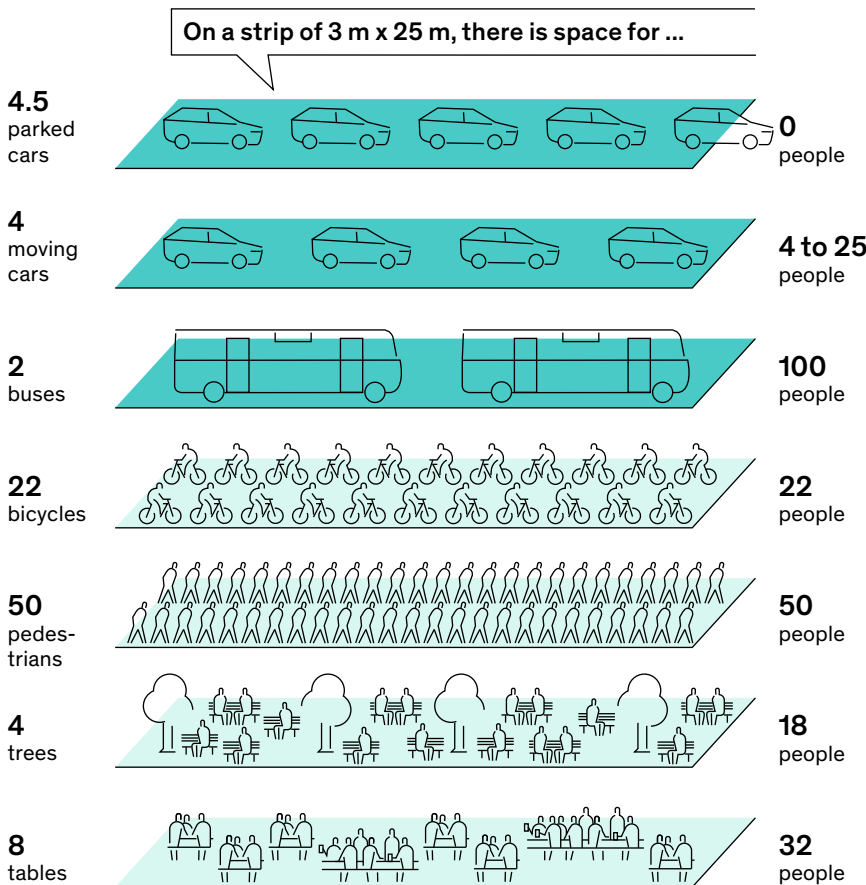 On a strip of 3 m x 25 m, there is space for ...
4.5
parked
cars
0
people
4
moving
cars
4 to 25
people
2
buses
100
people
22
bicycles
22
people
50
pedes-
trians
50
people
4
trees
18
people
8
tables
32
people